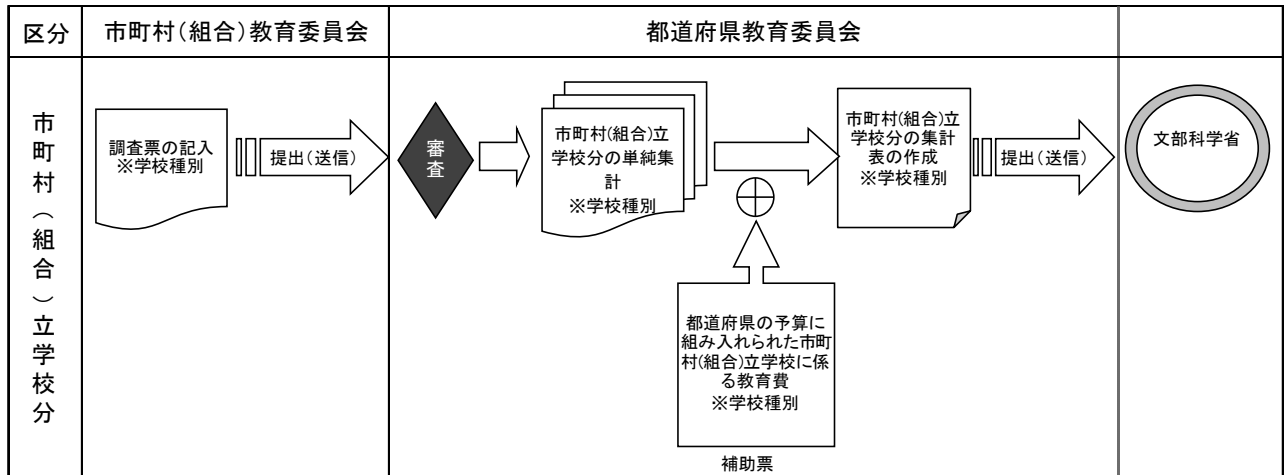 区分
市町村（組合）教育委員会
都道府県教育委員会
市町村（組合）立学校分
調査票の記入
※学校種別
提出（送信）
審査
市町村(組合)立
学校分の単純集
計
※学校種別
市町村(組合)立
学校分の集計
表の作成
※学校種別
提出（送信）
文部科学省
都道府県の予算に
組み入れられた市町
村(組合)立学校に係
る教育費
※学校種別
補助票